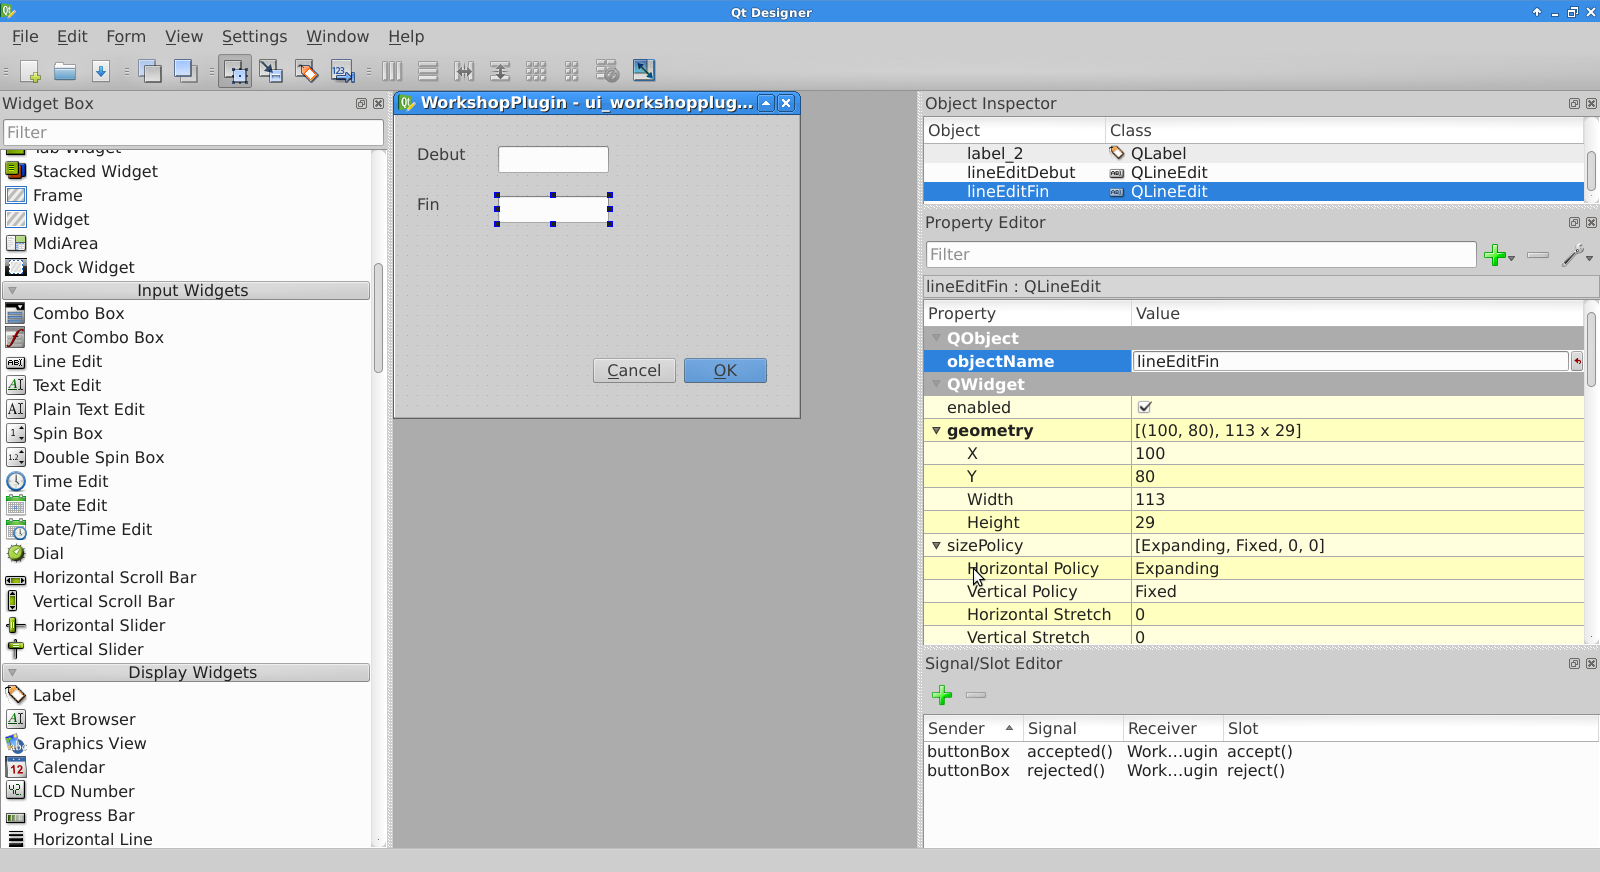 Qt Designer
File Edit Form View Settings Window Help
Widget Box
Filter
Tab Widget
Stacked Widget
Frame
Widget
MdiArea
Dock Widget
Input Widgets
Combo Box
Font Combo Box
Line Edit
Text Edit
Plain Text Edit
Spin Box
Double Spin Box
Time Edit
Date Edit
Date/Time Edit
Dial
Horizontal Scroll Bar
Vertical Scroll Bar
Horizontal Slider
Vertical Slider
Display Widgets
Label
Text Browser
Graphics View
Calendar
LCD Number
Progress Bar
Horizontal Line
WorkshopPlugin - ui_workshopplug...
Debut
Fin
Cancel OK
Object Inspector
Object Class
label_2 QLabel
lineEditDebut QLineEdit
lineEditFin QLineEdit
Property Editor
Filter
lineEditFin : QLineEdit
Property Value
QObject
objectName lineEditFin
QWidget
enabled
geometry [(100, 80), 113 x 29]
X 100
Y 80
Width 113
Height 29
sizePolicy [Expanding, Fixed, 0, 0]
Horizontal Policy Expanding
Vertical Policy Fixed
Horizontal Stretch 0
Vertical Stretch 0
Signal/Slot Editor
Sender Signal Receiver Slot
buttonBox accepted() Work...ugin accept()
buttonBox rejected() Work...ugin reject()